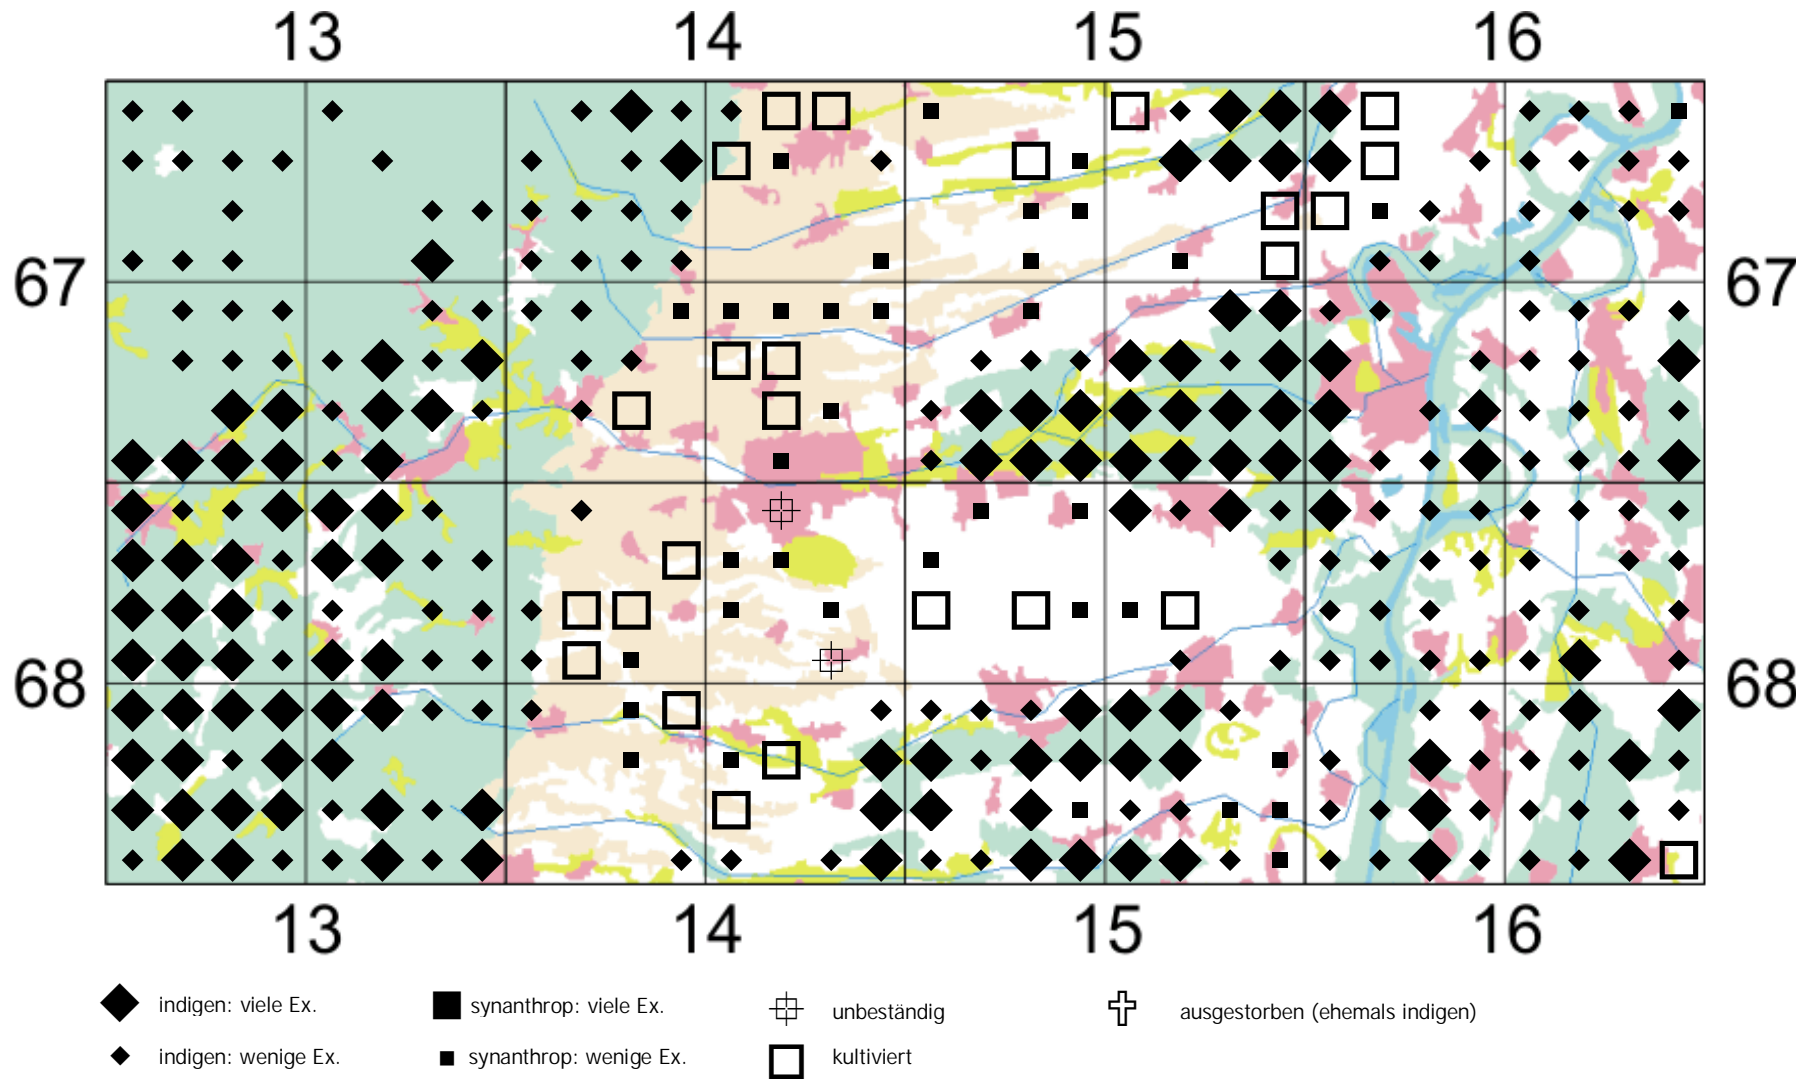 13 14 15 16
67 67
68 68
13 14 15 16
indigen: viele Ex. synanthrop: viele Ex. unbeständig ausgestorben (ehemals indigen)
indigen: wenige Ex. synanthrop: wenige Ex. kultiviert